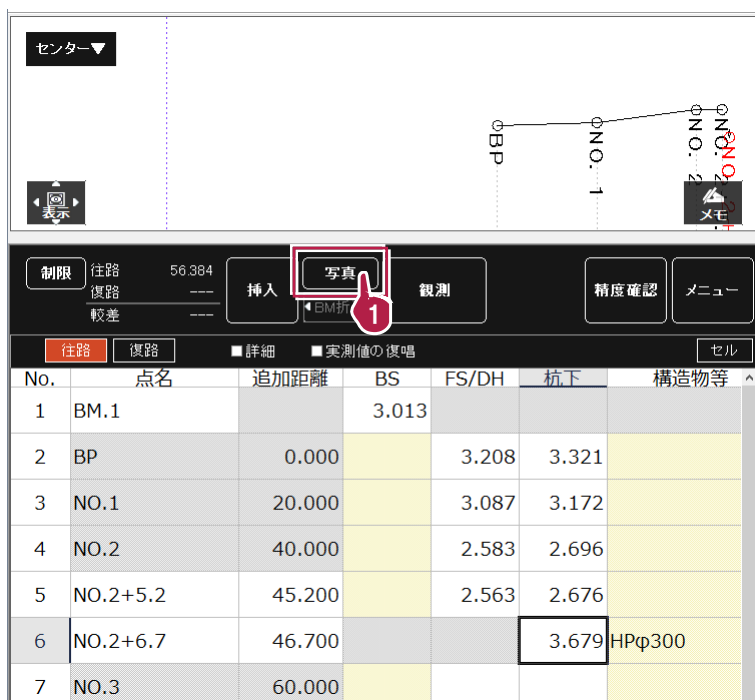 センター▼
BP
NO. 1
NO. 2
NO. 2
表示
メモ
制限
往路 56.384
復路 ---
較差 ---
挿入
写真
◀BM折
1
観測
精度確認
メニュー
往路 復路 ■詳細 ■実測値の復唱 セル
No. 点名 追加距離 BS FS/DH 杭下 構造物等
1 BM.1 3.013
2 BP 0.000 3.208 3.321
3 NO.1 20.000 3.087 3.172
4 NO.2 40.000 2.583 2.696
5 NO.2+5.2 45.200 2.563 2.676
6 NO.2+6.7 46.700 3.679 HPφ300
7 NO.3 60.000